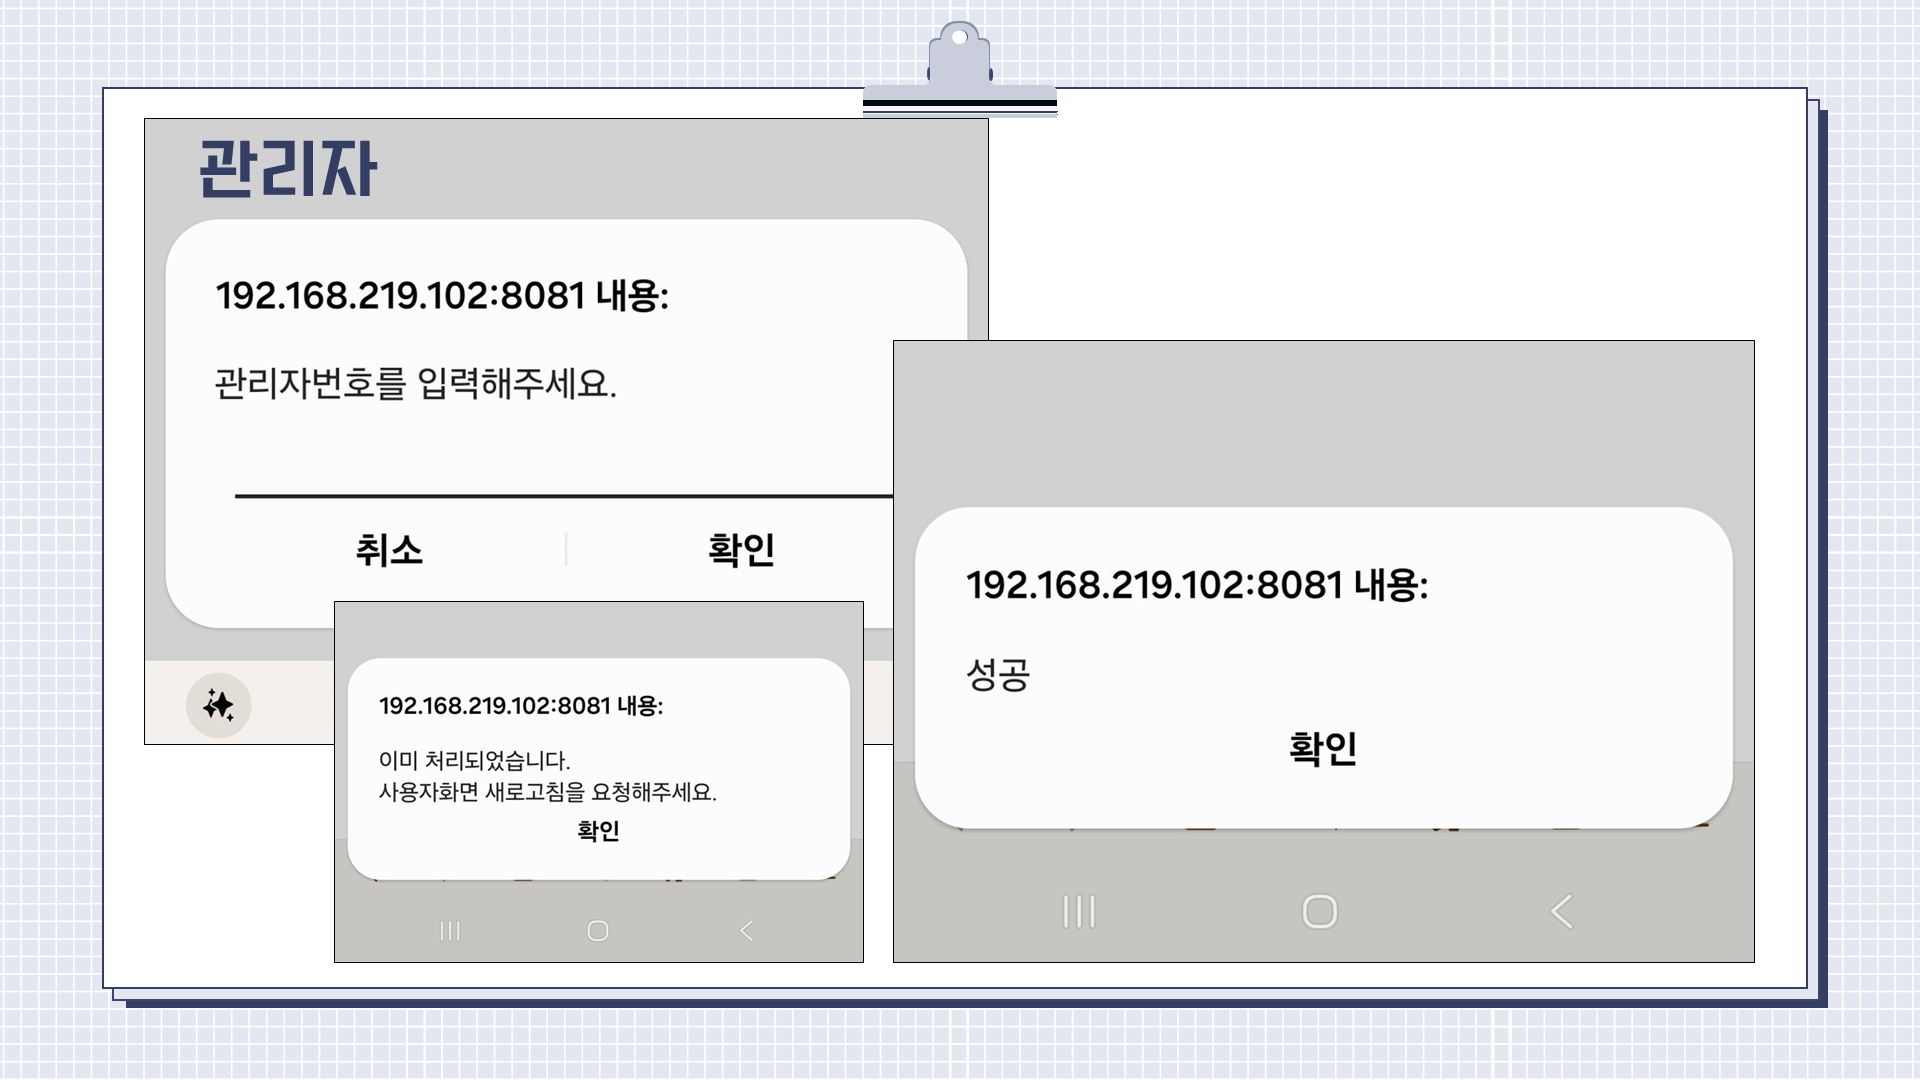 관리자
192.168.219.102:8081 내용:
관리자번호를 입력해주세요.
취소
확인
192.168.219.102:8081 내용:
이미 처리되었습니다.
사용자화면 새로고침을 요청해주세요.
확인
192.168.219.102:8081 내용:
성공
확인